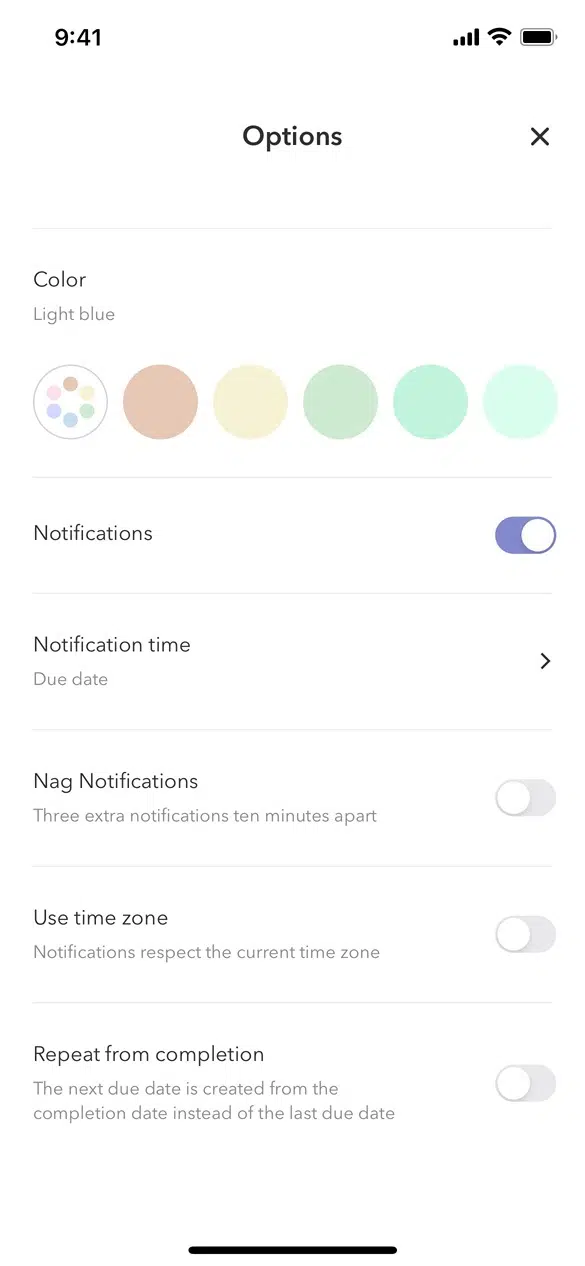 9:41
Options
Color
Light blue
Notifications
Notification time
Due date
Nag Notifications
Three extra notifications ten minutes apart
Use time zone
Notifications respect the current time zone
Repeat from completion
The next due date is created from the
completion date instead of the last due date